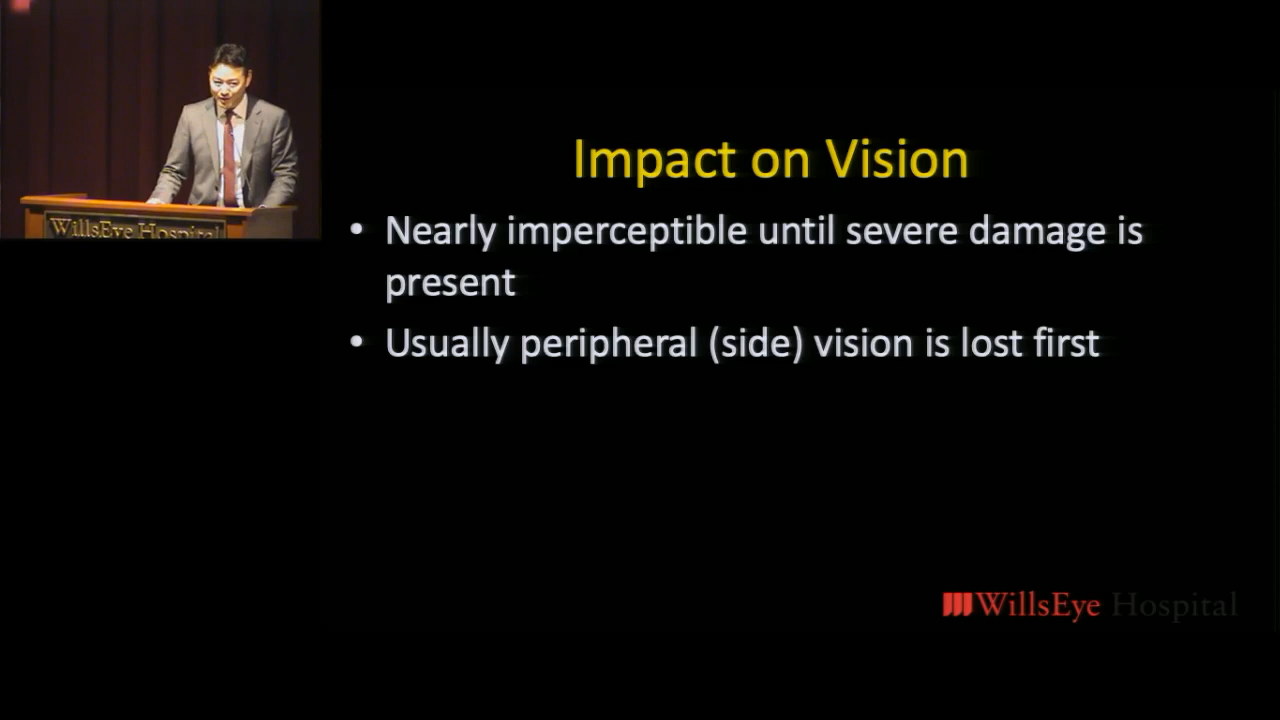 Impact on Vision
• Nearly imperceptible until severe damage is
present
• Usually peripheral (side) vision is lost first
WillsEye Hospital
WillsEye Hospital